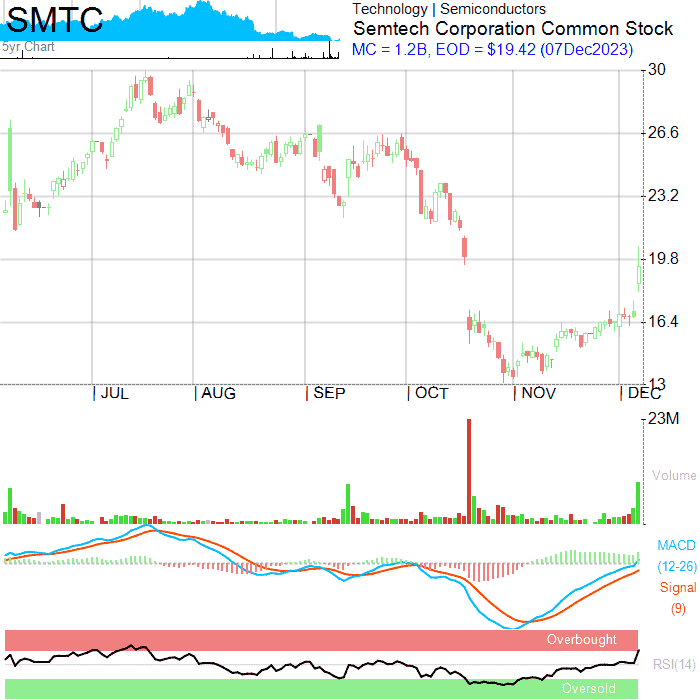 SMTC
5yr Chart
Technology | Semiconductors
Semtech Corporation Common Stock
MC = 1.2B, EOD = $19.42 (07Dec2023)
30
26.6
23.2
19.8
16.4
13
JUL AUG SEP OCT NOV DEC
23M
Volume
MACD
(12-26)
Signal
(9)
Overbought
RSI(14)
Oversold